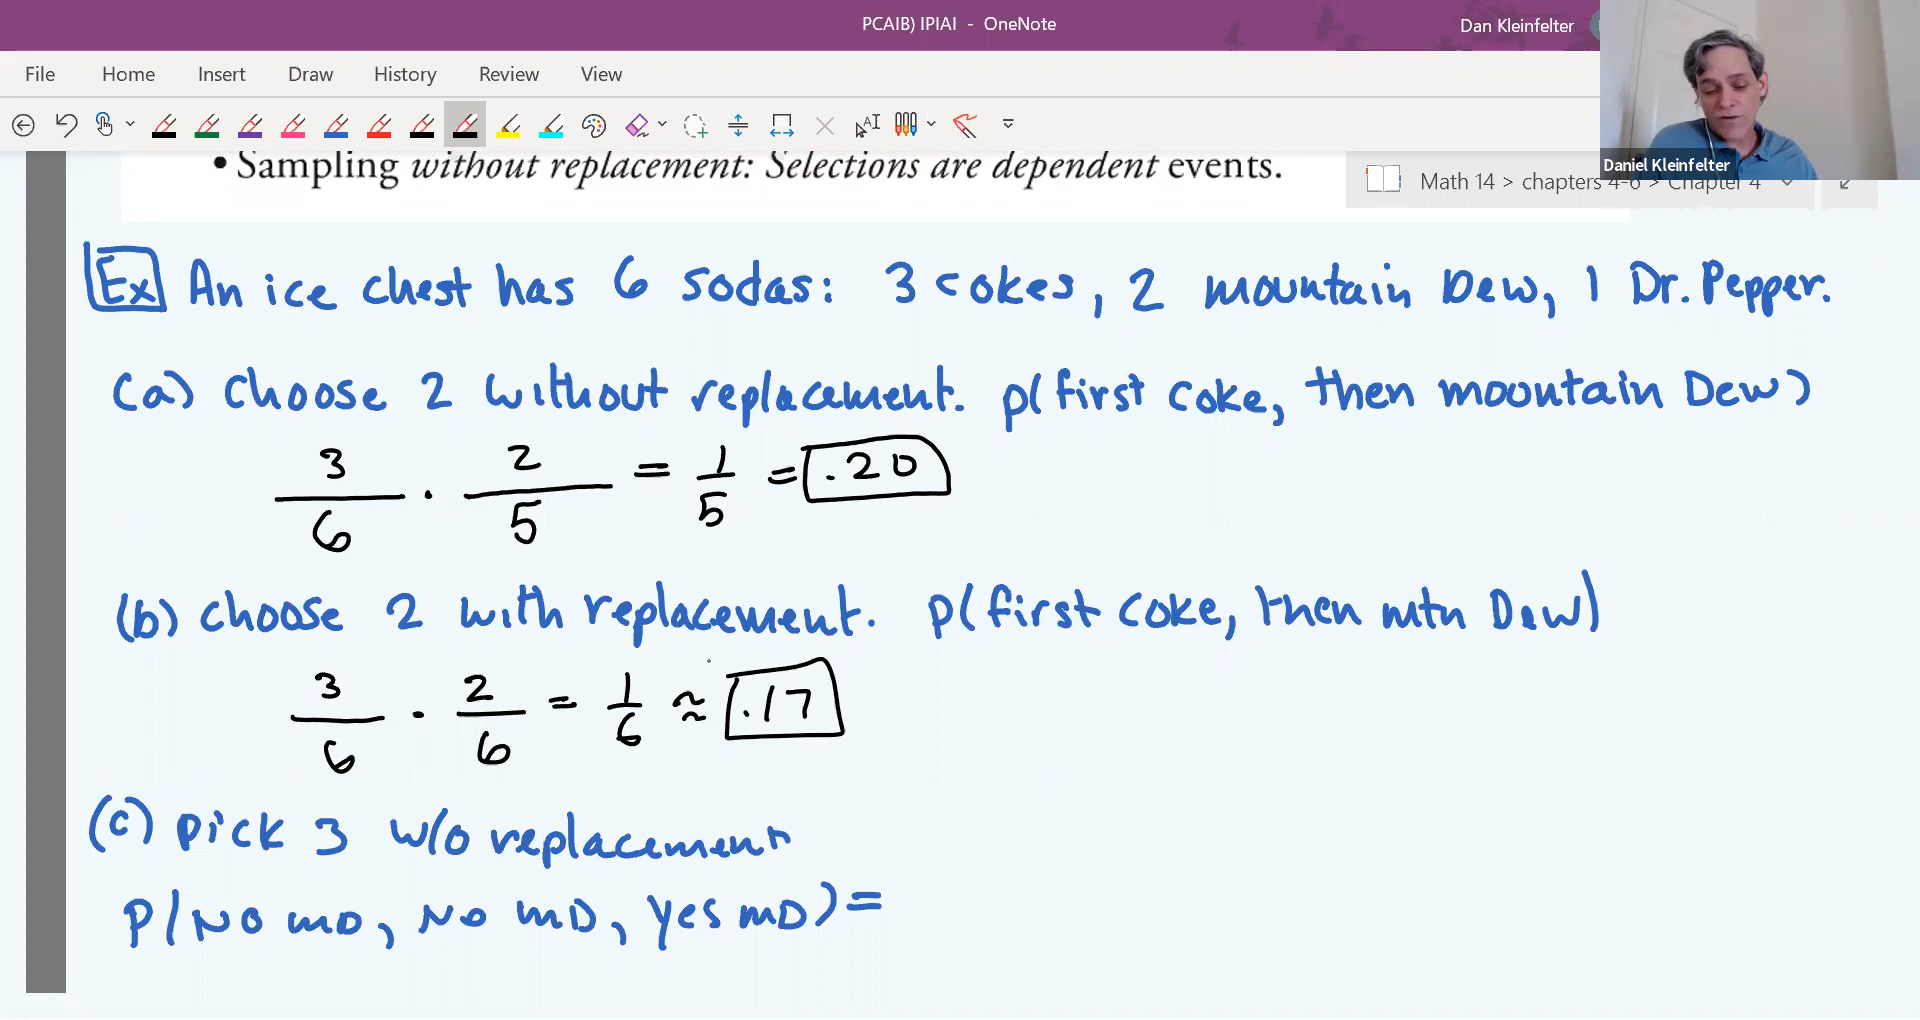 PCAIB) IPIAI - OneNote
Dan Kleinfelter
File Home Insert Draw History Review View
Daniel Kleinfelter
• Sampling without replacement: Selections are dependent events.
Math 14 > chapters 4-6 > Chapter 4
Ex An ice chest has 6 sodas: 3 cokes, 2 mountain Dew, 1 Dr. Pepper.
(a) choose 2 without replacement. P(first coke, then mountain Dew)
3/6 · 2/5 = 1/5 = .20
(b) choose 2 with replacement. P(first coke, then mtn Dew)
3/6 · 2/6 = 1/6 ≈ .17
(c) pick 3 w/o replacement
P(No MD, No MD, yes MD) =